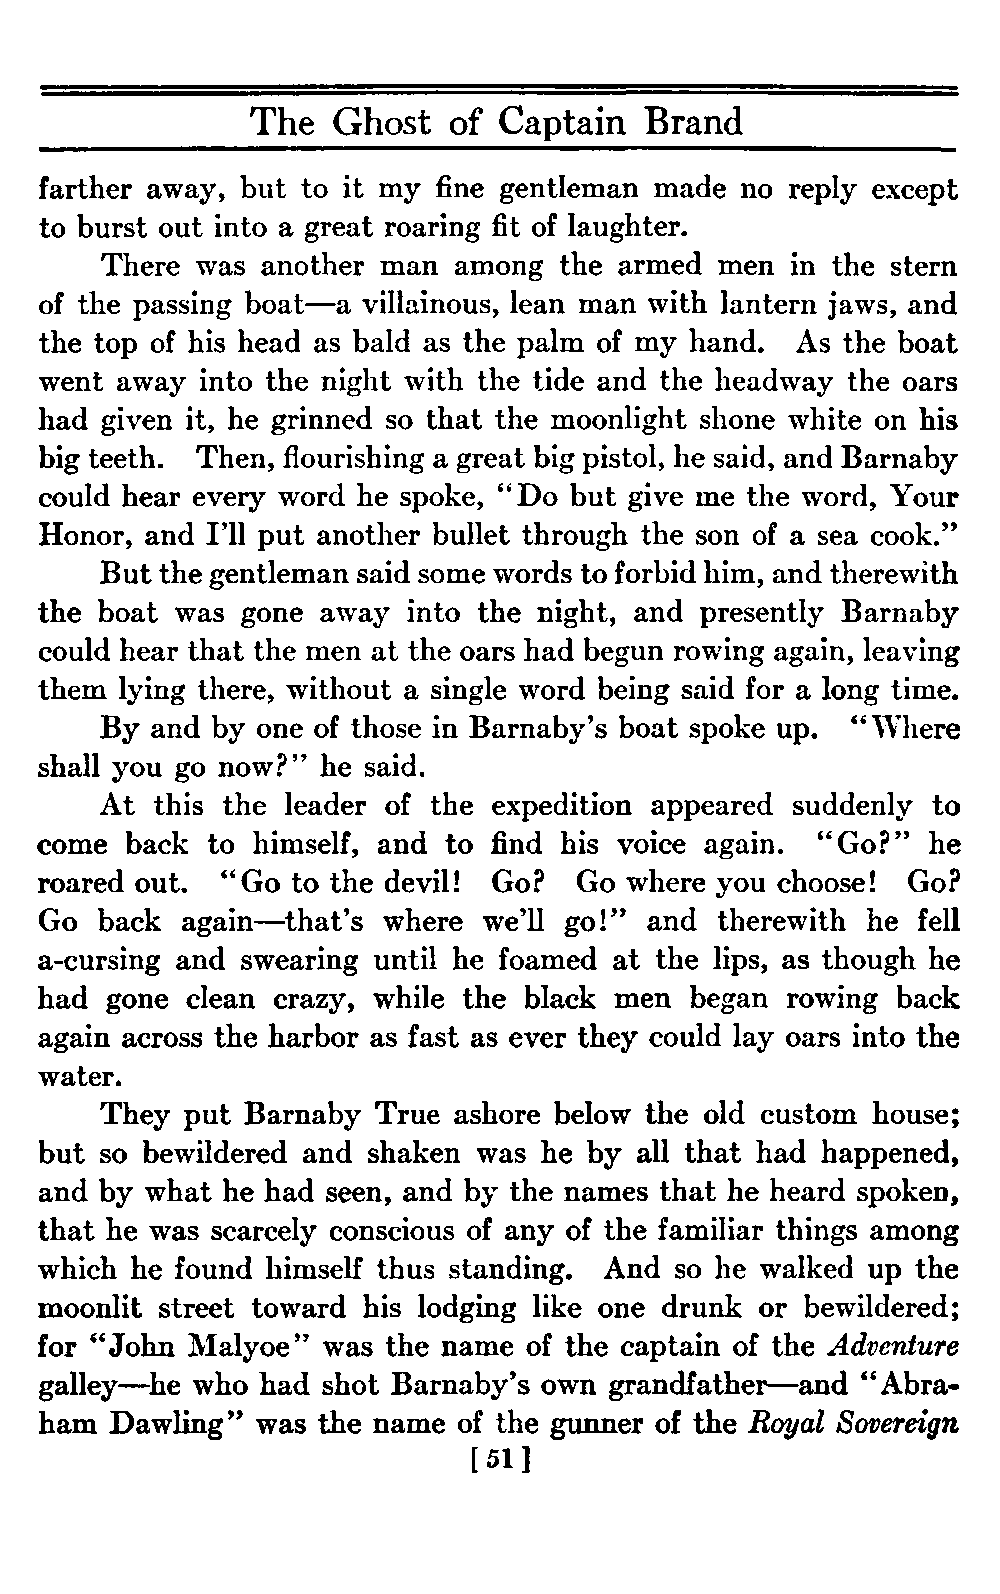 The Ghost of Captain Brand
farther away, but to it my fine gentleman made no reply except
to burst out into a great roaring fit of laughter.
There was another man among the armed men in the stern
of the passing boat—a villainous, lean man with lantern jaws, and
the top of his head as bald as the palm of my hand. As the boat
went away into the night with the tide and the headway the oars
had given it, he grinned so that the moonlight shone white on his
big teeth. Then, flourishing a great big pistol, he said, and Barnaby
could hear every word he spoke, “Do but give me the word, Your
Honor, and I’ll put another bullet through the son of a sea cook.”
But the gentleman said some words to forbid him, and therewith
the boat was gone away into the night, and presently Barnaby
could hear that the men at the oars had begun rowing again, leaving
them lying there, without a single word being said for a long time.
By and by one of those in Barnaby’s boat spoke up. “Where
shall you go now?” he said.
At this the leader of the expedition appeared suddenly to
come back to himself, and to find his voice again. “Go?” he
roared out. “Go to the devil! Go? Go where you choose! Go?
Go back again—that’s where we’ll go!” and therewith he fell
a-cursing and swearing until he foamed at the lips, as though he
had gone clean crazy, while the black men began rowing back
again across the harbor as fast as ever they could lay oars into the
water.
They put Barnaby True ashore below the old custom house;
but so bewildered and shaken was he by all that had happened,
and by what he had seen, and by the names that he heard spoken,
that he was scarcely conscious of any of the familiar things among
which he found himself thus standing. And so he walked up the
moonlit street toward his lodging like one drunk or bewildered;
for “John Malyoe” was the name of the captain of the Adventure
galley—he who had shot Barnaby’s own grandfather—and “Abra-
ham Dawling” was the name of the gunner of the Royal Sovereign
[51]